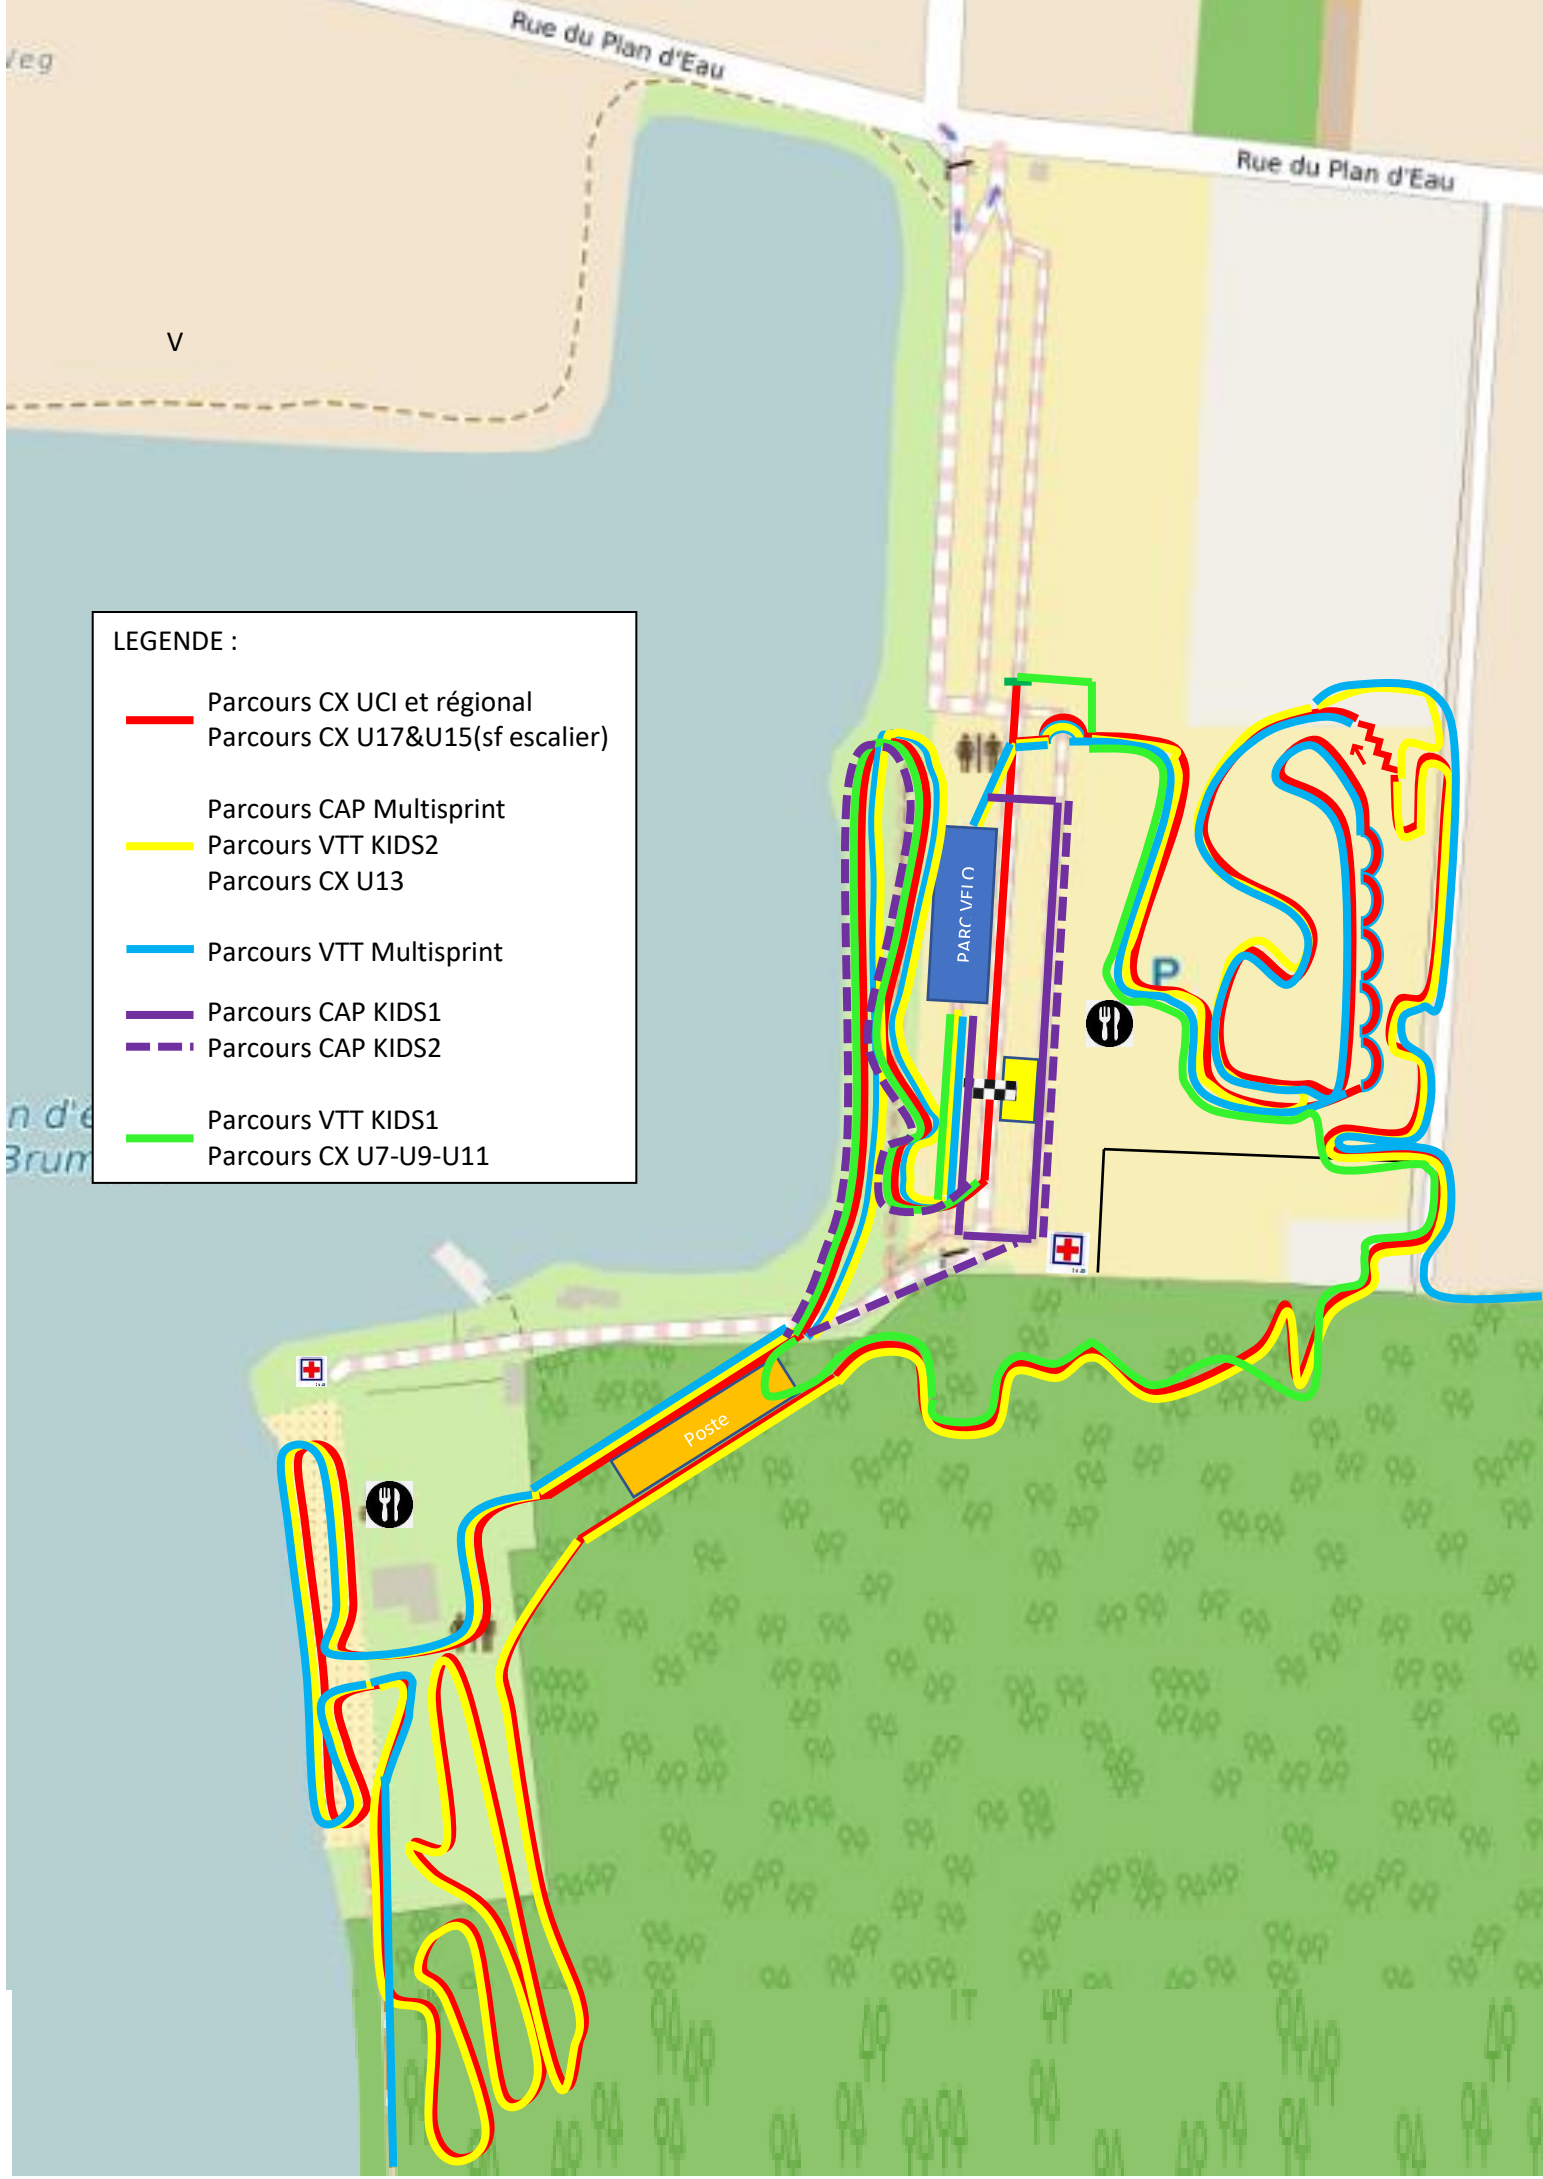 Rue du Plan d'Eau
Rue du Plan d'Eau
V
LEGENDE :
Parcours CX UCI et régional
Parcours CX U17&U15(sf escalier)
Parcours CAP Multisprint
Parcours VTT KIDS2
Parcours CX U13
Parcours VTT Multisprint
Parcours CAP KIDS1
Parcours CAP KIDS2
Parcours VTT KIDS1
Parcours CX U7-U9-U11
PARC VELO
P
Poste